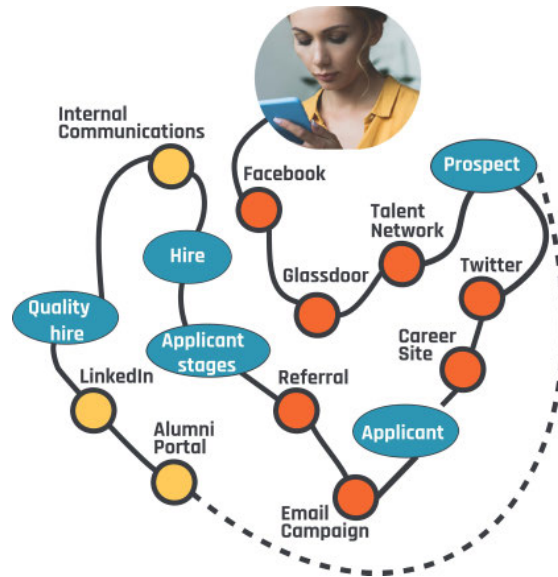 Internal
Communications
Facebook
Prospect
Talent
Network
Hire
Glassdoor
Twitter
Quality
hire
Career
Site
Applicant
stages
LinkedIn
Referral
Alumni
Portal
Applicant
Email
Campaign